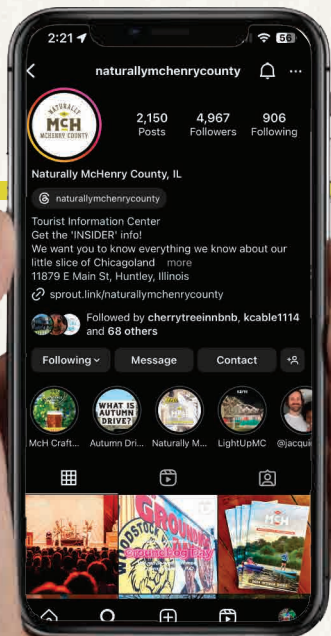 2:21
56
naturallymchenrycounty
NATURALLY
McH
MCHENRY COUNTY
2,150
Posts
4,967
Followers
906
Following
Naturally McHenry County, IL
naturallymchenrycounty
Tourist Information Center
Get the 'INSIDER' info!
We want you to know everything we know about our
little slice of Chicagoland more
11879 E Main St, Huntley, Illinois
sprout.link/naturallymchenrycounty
Followed by cherrytreeinnbnb, kcable1114
and 68 others
Following
Message
Contact
WHAT IS
AUTUMN
DRIVE?
McH Craft...
Autumn Dri...
Naturally M...
LightUpMC
@jacqui
GROUND
WOODSTOCK
McH